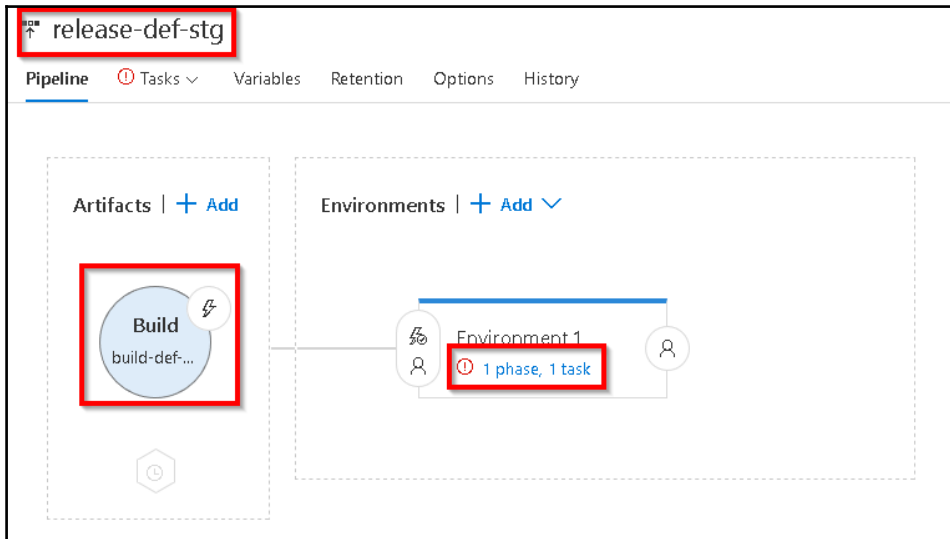 release-def-stg
Pipeline Tasks Variables Retention Options History
Artifacts | + Add
Environments | + Add
Build
build-def-...
Environment 1
1 phase, 1 task